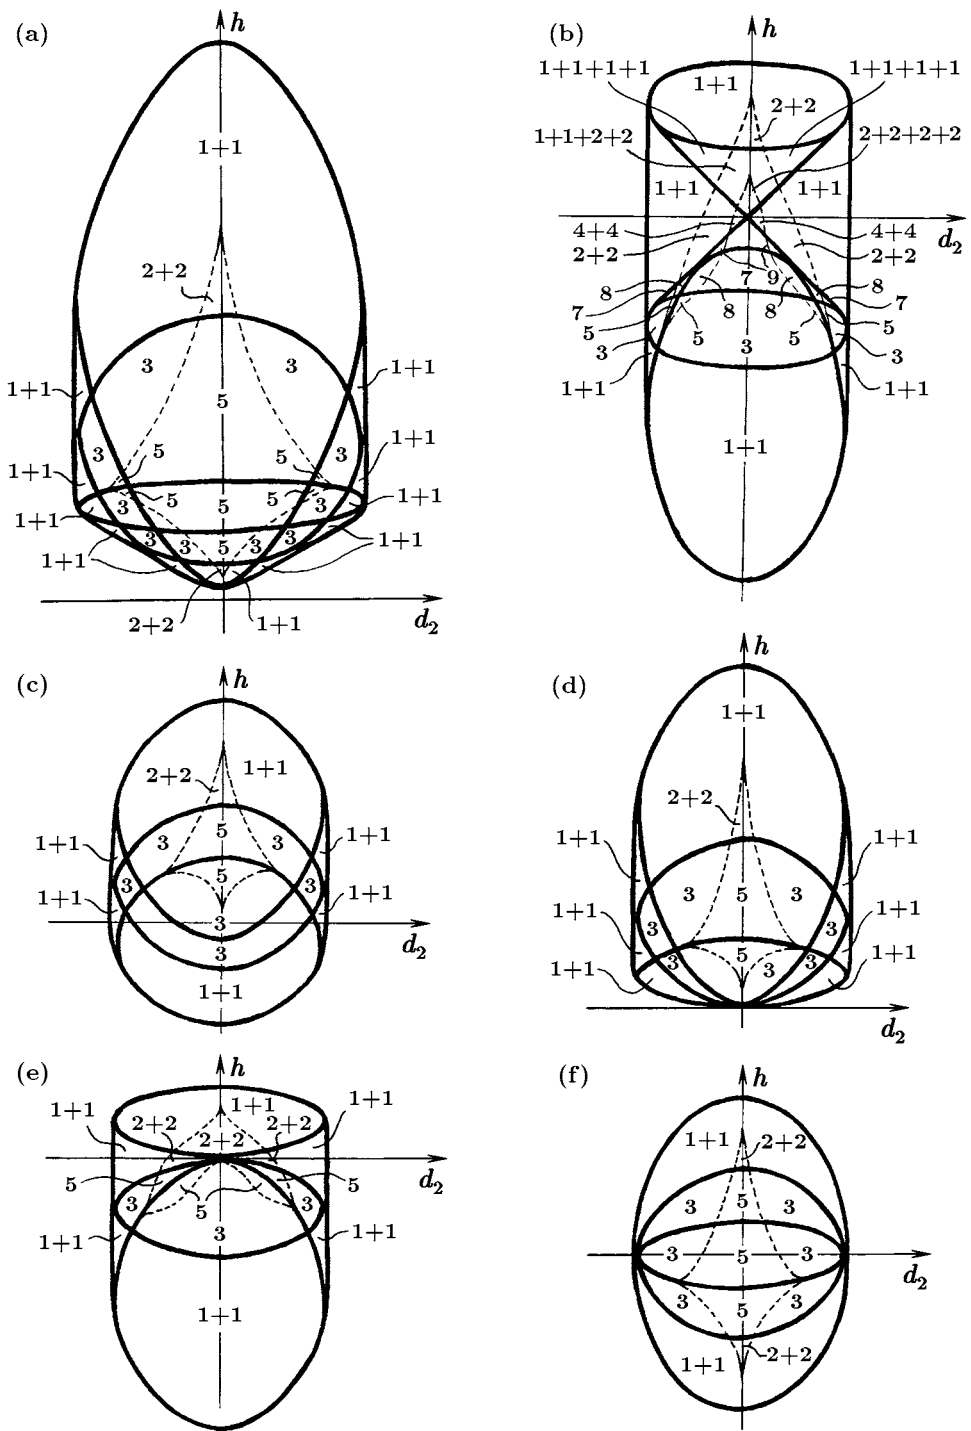 (a)
h
1+1
2+2
3 3
5
1+1 1+1
3 5 5 3
1+1 1+1
5 5
3 5 3
1+1 1+1
3 3 5 3 3
1+1 1+1
2+2 1+1
d₂
(b)
h
1+1+1+1 1+1 1+1+1+1
2+2
1+1+2+2 2+2+2+2
1+1 1+1
d₂
4+4 4+4
2+2 2+2
7 9
8 8
8 8
7 7
5 5 5 5
3 3 3
1+1 1+1
1+1
(c)
h
2+2 1+1
1+1 3 5 3 1+1
3 5 3
1+1 1+1
3
d₂
3
1+1
(d)
h
1+1
2+2
1+1 1+1
3 5 3
1+1 3 3 1+1
5
1+1 3 3 3 1+1
d₂
(e)
h
1+1 1+1 1+1
2+2 2+2
2+2
d₂
5 5
3 5 3
1+1 3 1+1
1+1
(f)
h
1+1 2+2
3 5 3
3 5 3
d₂
3 5 3
1+1 2+2